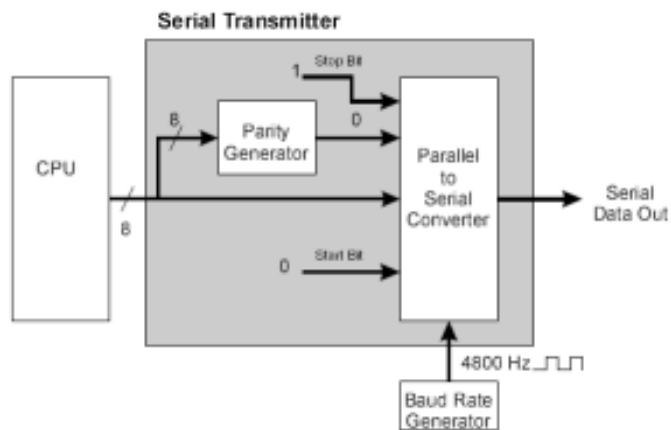 Serial Transmitter
Stop Bit
1
8
Parity
Generator
0
CPU
Parallel
to
Serial
Converter
Serial
Data Out
8
Start Bit
0
4800 Hz
Baud Rate
Generator